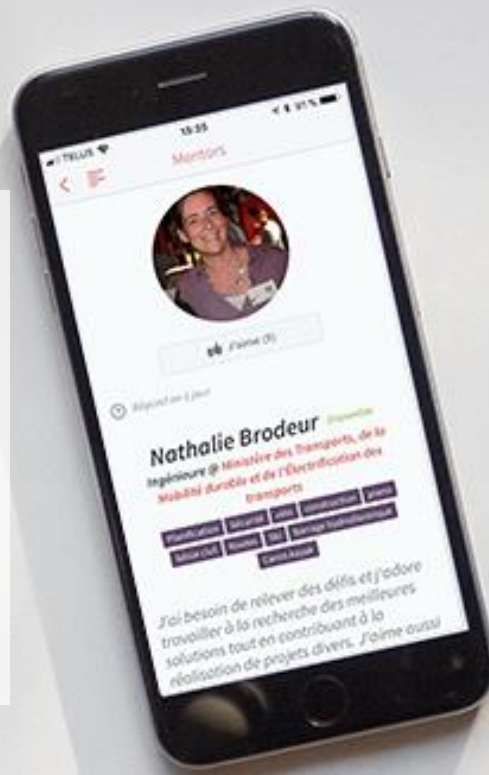 TELUS 15:35 91 %
Mentors
J'aime (9)
Répond en 1 jour
Nathalie Brodeur Disponible
Ingénieure @ Ministère des Transports, de la
Mobilité durable et de l'Électrification des
transports
Planification Sécurité vélo construction piano
Génie civil Ski Barrage hydroélectrique
Canot-kayak
J'ai besoin de relever des défis et j'adore
travailler à la recherche des meilleures
solutions tout en contribuant à la
réalisation de projets divers. J'aime aussi